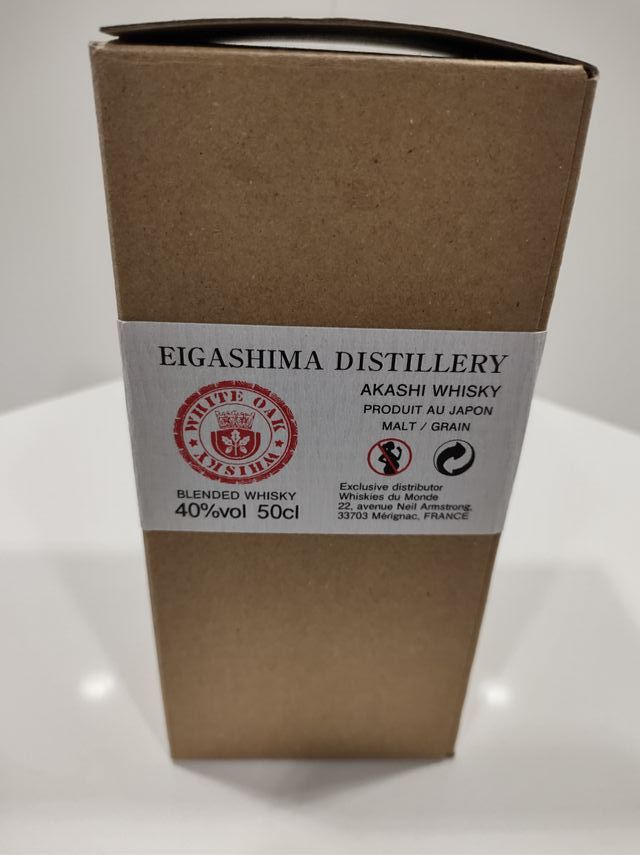 EIGASHIMA DISTILLERY
WHITE OAK
WHISKY
BLENDED WHISKY
40%vol 50cl
AKASHI WHISKY
PRODUIT AU JAPON
MALT / GRAIN
Exclusive distributor
Whiskies du Monde
22, avenue Neil Armstrong,
33703 Mérignac, FRANCE